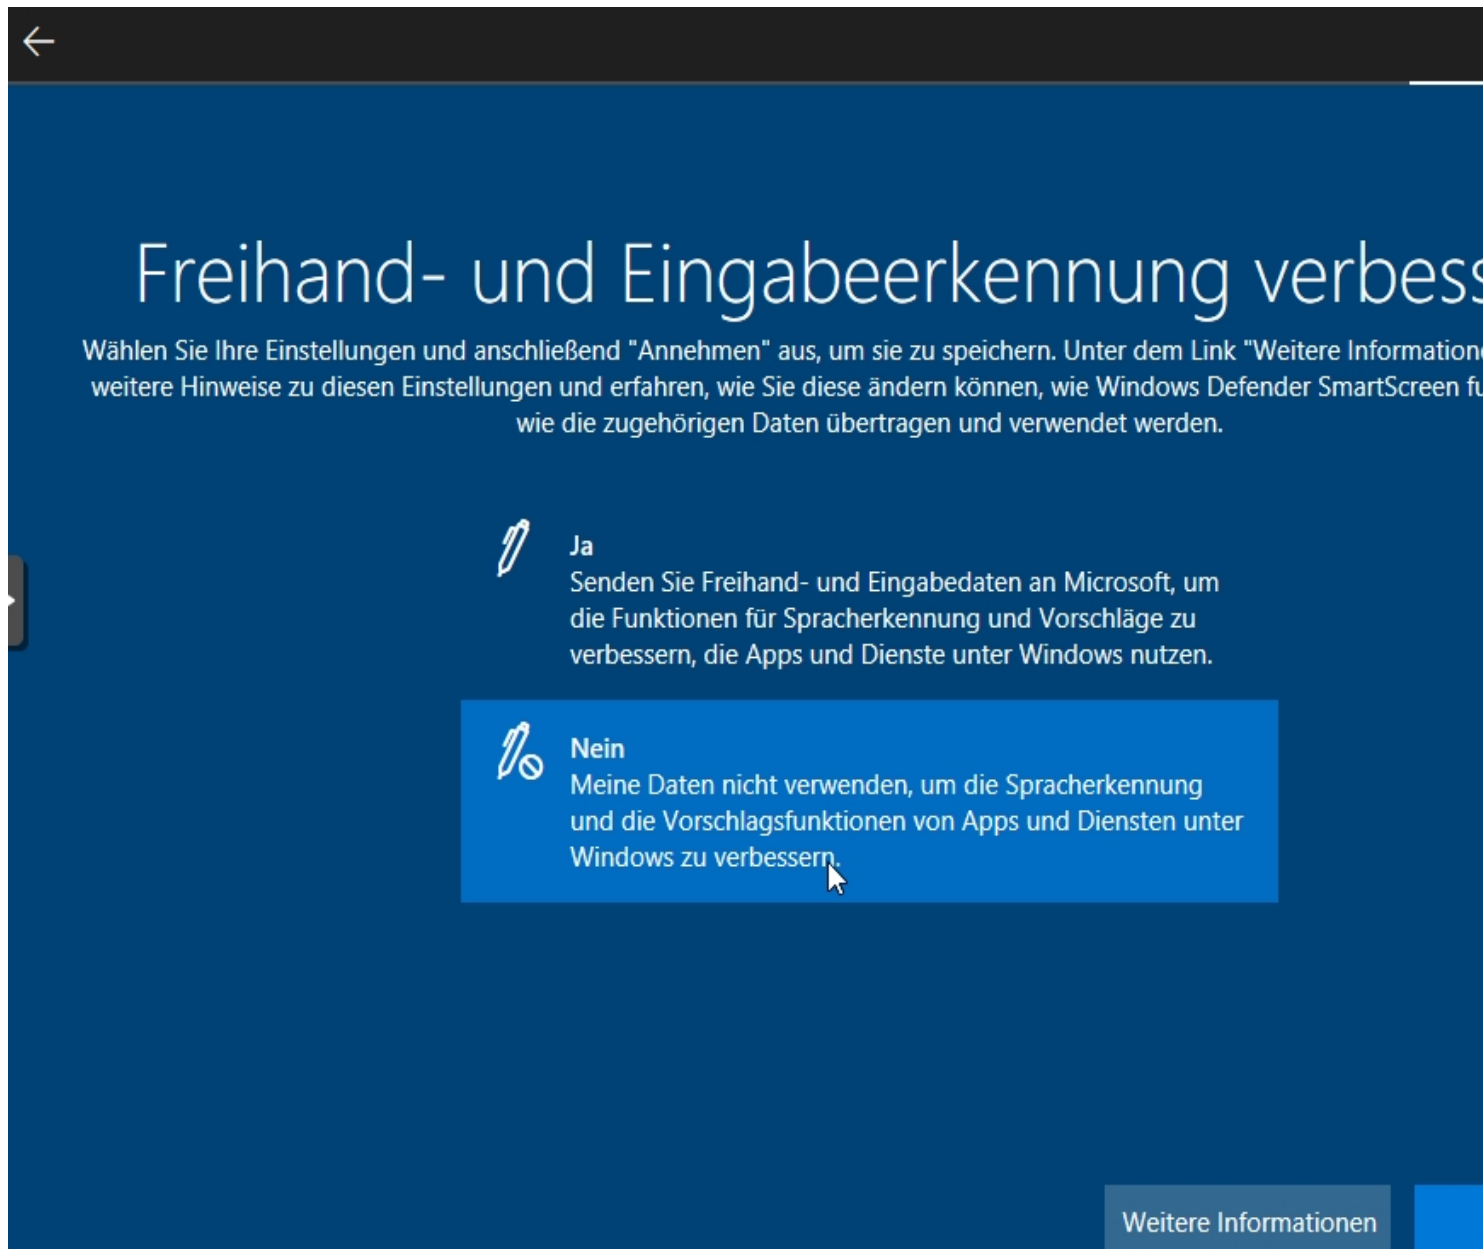 Freihand- und Eingabeerkennung
Wählen Sie Ihre Einstellungen und anschließend "Annehmen" aus, um sie zu speichern. Unter dem Link "Weitere
weitere Hinweise zu diesen Einstellungen und erfahren, wie Sie diese ändern können, wie Windows Defender SmartScreen
wie die zugehörigen Daten übertragen und verwendet werden.
Ja
Senden Sie Freihand- und Eingabedaten an Microsoft, um
die Funktionen für Spracherkennung und Vorschläge zu
verbessern, die Apps und Dienste unter Windows nutzen.
Nein
Meine Daten nicht verwenden, um die Spracherkennung
und die Vorschlagsfunktionen von Apps und Diensten unter
Windows zu verbessern.
Weitere Informationen